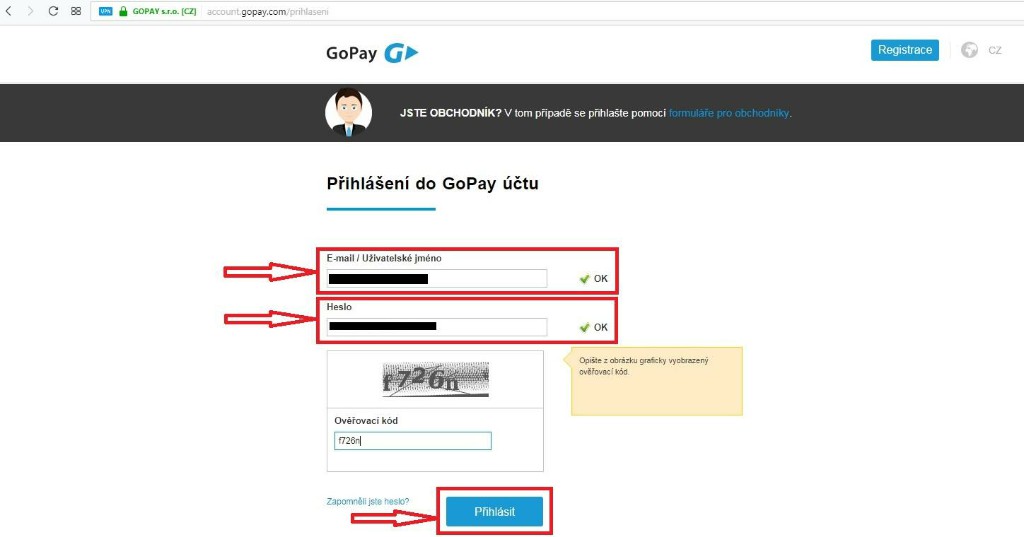 VPN GOPAY s.r.o. [CZ] account.gopay.com/prihlaseni
GoPay G
Registrace
CZ
JSTE OBCHODNÍK? V tom případě se přihlašte pomocí formuláře pro obchodníky.
Přihlášení do GoPay účtu
E-mail / Uživatelské jméno
OK
Heslo
OK
Opište z obrázku graficky vyobrazený
ověřovací kód.
f726n
Ověřovací kód
f726n
Zapomněli jste heslo?
Přihlásit